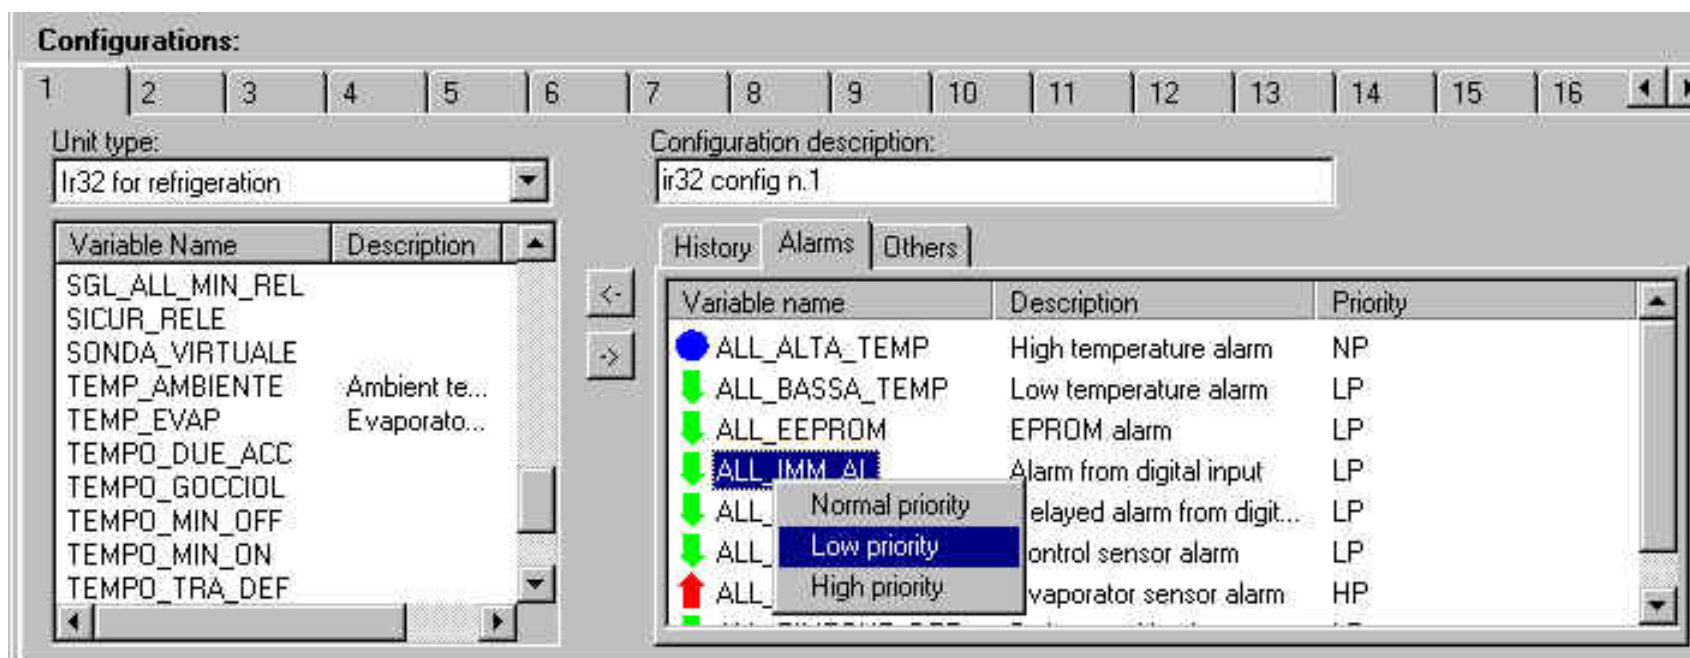 Configurations:
1 2 3 4 5 6 7 8 9 10 11 12 13 14 15 16
Unit type:
Ir32 for refrigeration
Variable Name Description
SGL_ALL_MIN_REL
SICUR_RELE
SONDA_VIRTUALE
TEMP_AMBIENTE Ambient te...
TEMP_EVAP Evaporato...
TEMPO_DUE_ACC
TEMPO_GOCCIOL
TEMPO_MIN_OFF
TEMPO_MIN_ON
TEMPO_TRA_DEF
<-
->
Configuration description:
ir32 config n.1
History Alarms Others
Variable name Description Priority
ALL_ALTA_TEMP High temperature alarm NP
ALL_BASSA_TEMP Low temperature alarm LP
ALL_EEPROM EPROM alarm LP
ALL_IMM_AL Alarm from digital input LP
ALL_ elayed alarm from digit... LP
ALL_ ontrol sensor alarm LP
ALL_ vaporator sensor alarm HP
Normal priority
Low priority
High priority